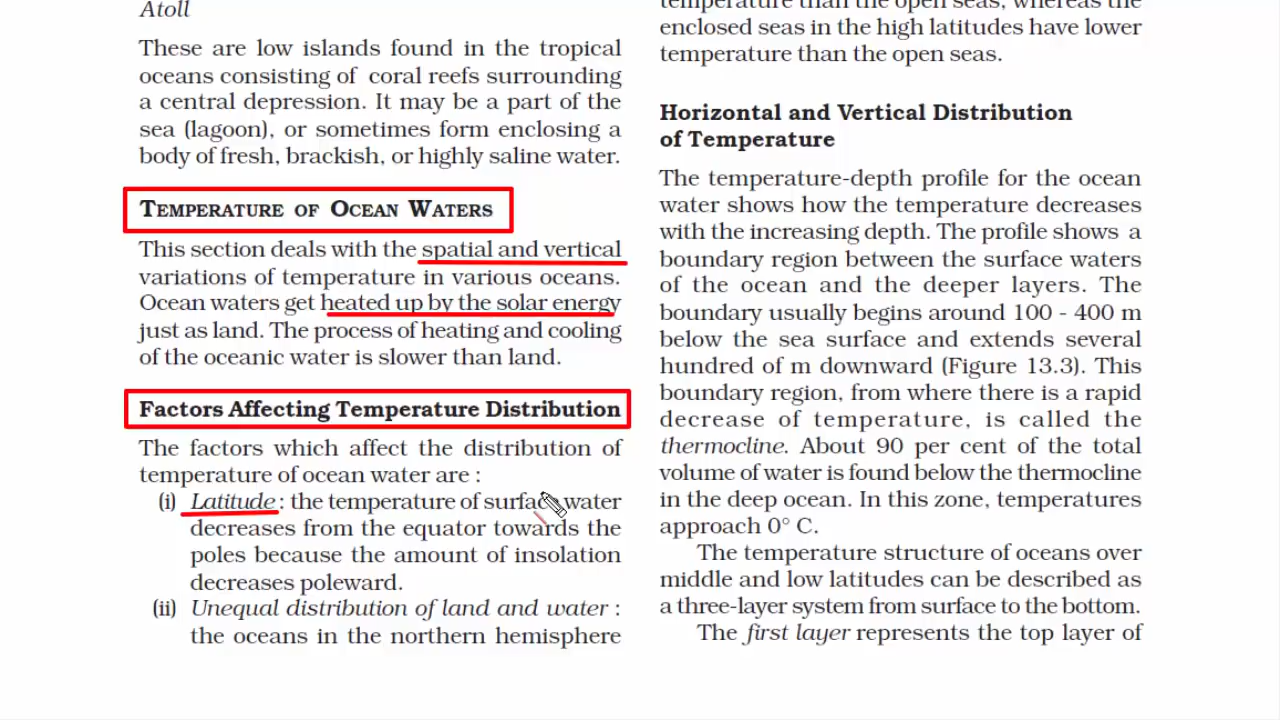 Atoll
These are low islands found in the tropical
oceans consisting of coral reefs surrounding
a central depression. It may be a part of the
sea (lagoon), or sometimes form enclosing a
body of fresh, brackish, or highly saline water.
TEMPERATURE OF OCEAN WATERS
This section deals with the spatial and vertical
variations of temperature in various oceans.
Ocean waters get heated up by the solar energy
just as land. The process of heating and cooling
of the oceanic water is slower than land.
Factors Affecting Temperature Distribution
The factors which affect the distribution of
temperature of ocean water are :
(i) Latitude : the temperature of surface water
decreases from the equator towards the
poles because the amount of insolation
decreases poleward.
(ii) Unequal distribution of land and water :
the oceans in the northern hemisphere
temperature than the open seas, whereas the
enclosed seas in the high latitudes have lower
temperature than the open seas.
Horizontal and Vertical Distribution
of Temperature
The temperature-depth profile for the ocean
water shows how the temperature decreases
with the increasing depth. The profile shows a
boundary region between the surface waters
of the ocean and the deeper layers. The
boundary usually begins around 100 - 400 m
below the sea surface and extends several
hundred of m downward (Figure 13.3). This
boundary region, from where there is a rapid
decrease of temperature, is called the
thermocline. About 90 per cent of the total
volume of water is found below the thermocline
in the deep ocean. In this zone, temperatures
approach 0° C.
The temperature structure of oceans over
middle and low latitudes can be described as
a three-layer system from surface to the bottom.
The first layer represents the top layer of